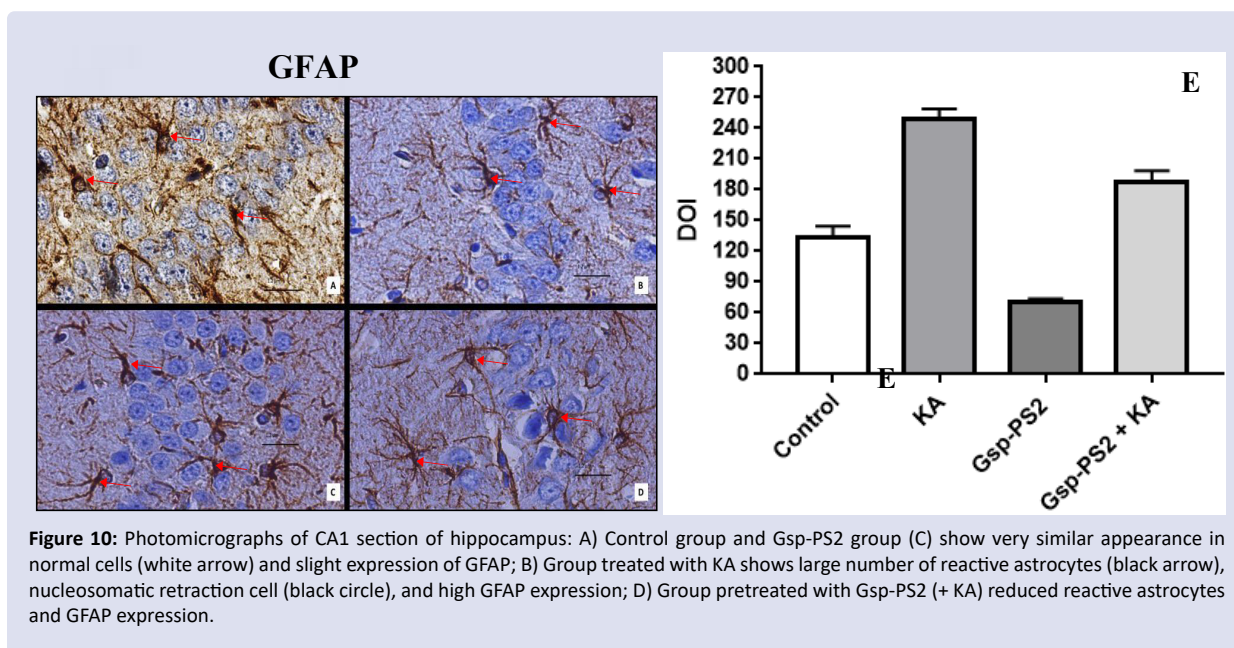 GFAP
A
B
C
D
E
300
270
240
210
180
150
120
90
60
30
0
DOI
E
Control
KA
Gsp-PS2
Gsp-PS2 + KA
Figure 10: Photomicrographs of CA1 section of hippocampus: A) Control group and Gsp-PS2 group (C) show very similar appearance in
normal cells (white arrow) and slight expression of GFAP; B) Group treated with KA shows large number of reactive astrocytes (black arrow),
nucleosomatic retraction cell (black circle), and high GFAP expression; D) Group pretreated with Gsp-PS2 (+ KA) reduced reactive astrocytes
and GFAP expression.